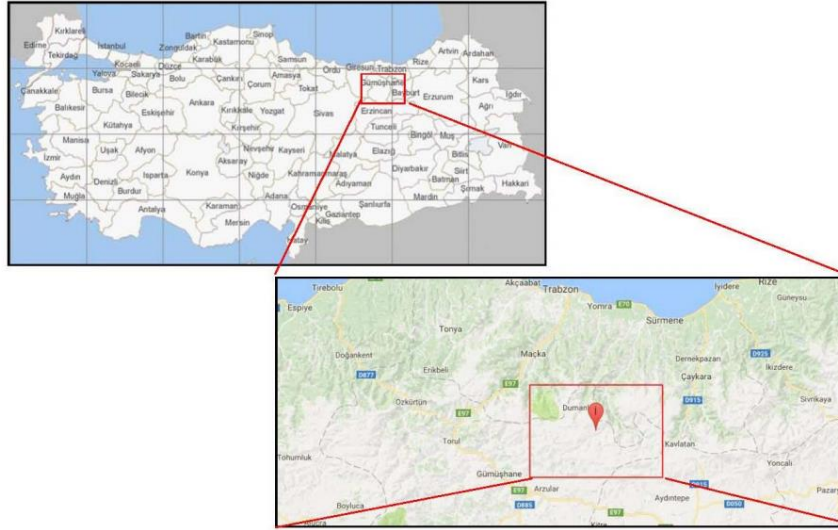 Kırklareli
Edirne
Tekirdağ
İstanbul
Kocaeli
Yalova
Sakarya
Düzce
Zonguldak
Bartın
Karabük
Kastamonu
Sinop
Samsun
Ordu
Giresun
Trabzon
Rize
Artvin
Ardahan
Çanakkale
Bursa
Bilecik
Bolu
Çankırı
Çorum
Amasya
Tokat
Gümüşhane
Bayburt
Kars
Iğdır
Balıkesir
Eskişehir
Ankara
Kırıkkale
Yozgat
Sivas
Erzincan
Erzurum
Ağrı
Kütahya
Kırşehir
Tunceli
Manisa
Uşak
Afyon
Nevşehir
Kayseri
Malatya
Elazığ
Bingöl
Muş
Van
İzmir
Aksaray
Bitlis
Aydın
Denizli
Isparta
Konya
Niğde
Kahramanmaraş
Adıyaman
Diyarbakır
Batman
Siirt
Muğla
Burdur
Antalya
Karaman
Mersin
Adana
Osmaniye
Gaziantep
Kilis
Şanlıurfa
Mardin
Şırnak
Hakkari
Hatay
Tirebolu
Akçaabat
Trabzon
Rize
Espiye
Yomra
E70
İyidere
Güneysu
Tonya
Sürmene
Maçka
Doğankent
D877
Erikbeli
Dernekpazarı
D925
İkizdere
Çaykara
Özkürtün
E97
E97
Duman
D915
Sivrikaya
Torul
Kavlatan
Tohumluk
Gümüşhane
Yoncalı
Boyluca
D885
Arzular
E97
Aydıntepe
D915
D050
Pazary
Kitre